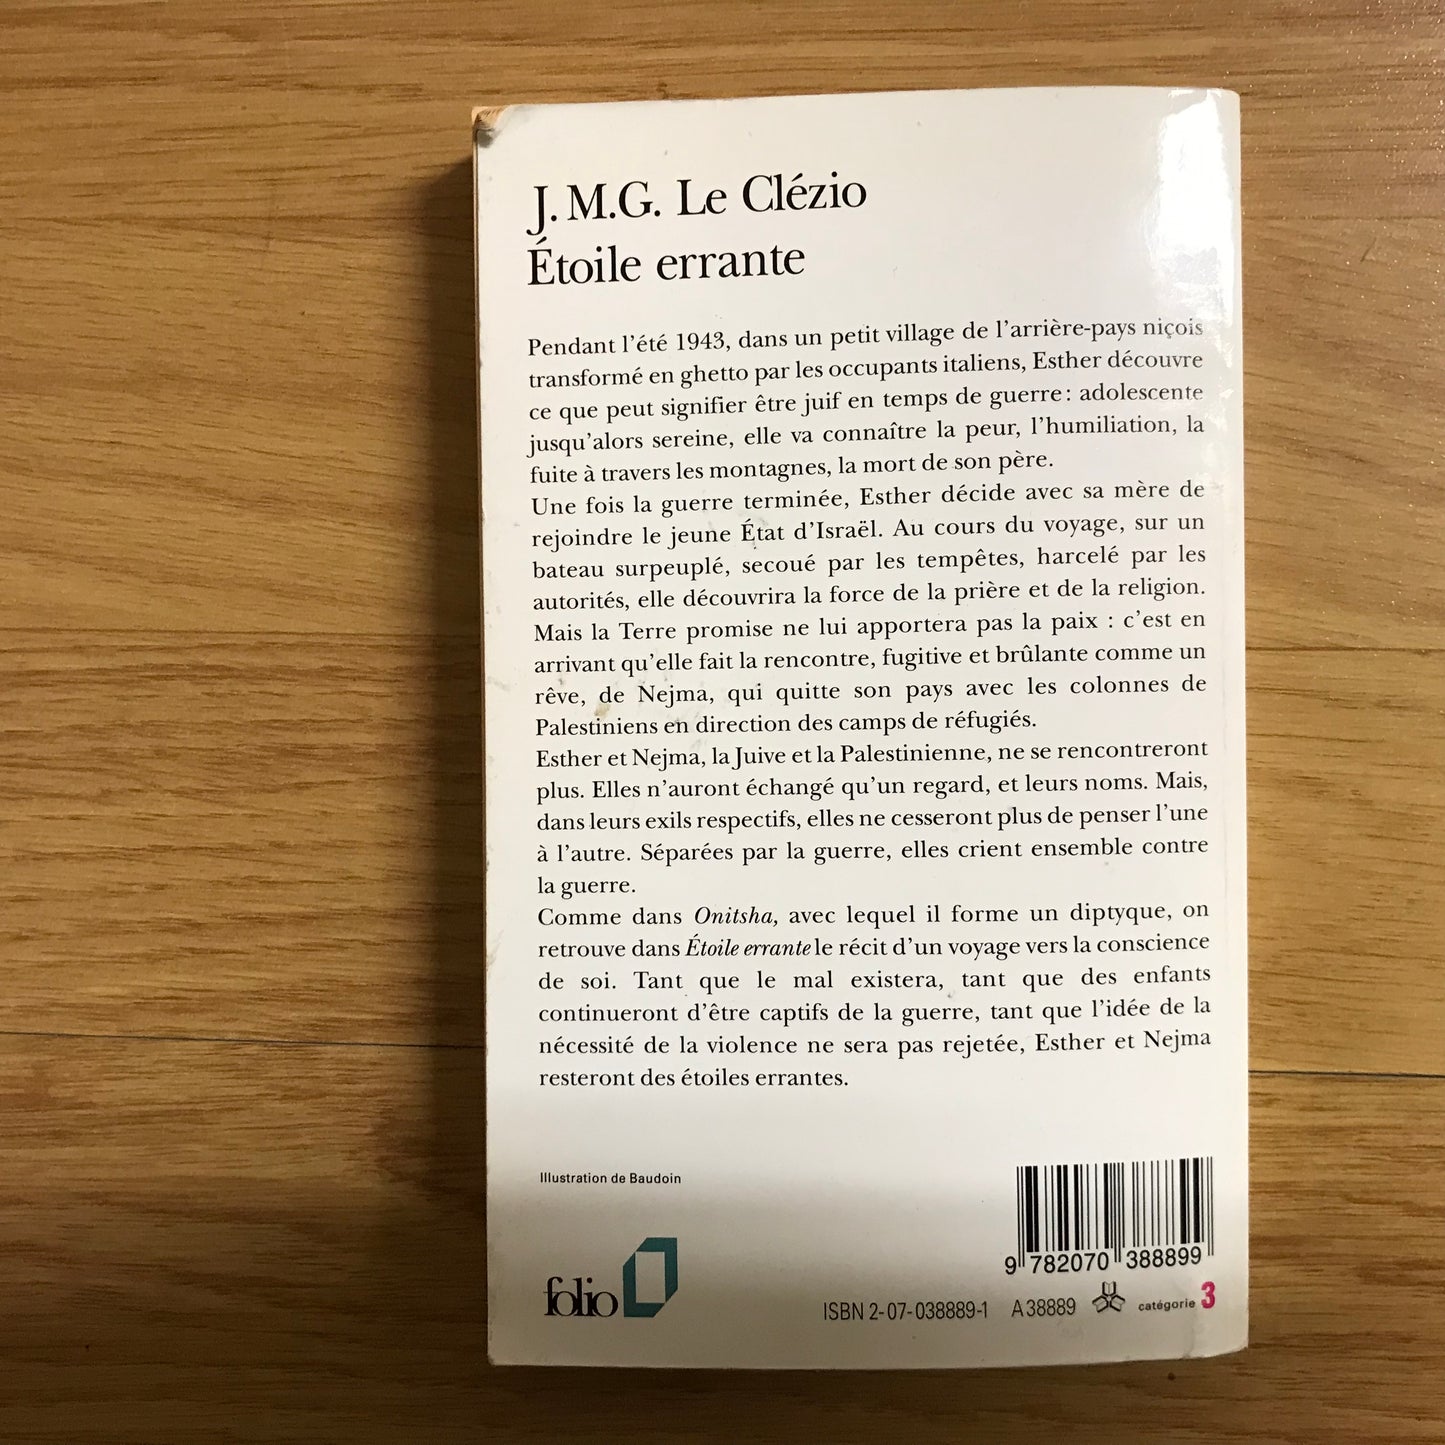 J. M.G. Le Clézio
Étoile errante
Pendant l'été 1943, dans un petit village de l'arrière-pays niçois
transformé en ghetto par les occupants italiens, Esther découvre
ce que peut signifier être juif en temps de guerre : adolescente
jusqu'alors sereine, elle va connaître la peur, l'humiliation, la
fuite à travers les montagnes, la mort de son père.
Une fois la guerre terminée, Esther décide avec sa mère de
rejoindre le jeune État d'Israël. Au cours du voyage, sur un
bateau surpeuplé, secoué par les tempêtes, harcelé par les
autorités, elle découvrira la force de la prière et de la religion.
Mais la Terre promise ne lui apportera pas la paix : c'est en
arrivant qu'elle fait la rencontre, fugitive et brûlante comme un
rêve, de Nejma, qui quitte son pays avec les colonnes de
Palestiniens en direction des camps de réfugiés.
Esther et Nejma, la Juive et la Palestinienne, ne se rencontreront
plus. Elles n'auront échangé qu'un regard, et leurs noms. Mais,
dans leurs exils respectifs, elles ne cesseront plus de penser l'une
à l'autre. Séparées par la guerre, elles crient ensemble contre
la guerre.
Comme dans Onitsha, avec lequel il forme un diptyque, on
retrouve dans Étoile errante le récit d'un voyage vers la conscience
de soi. Tant que le mal existera, tant que des enfants
continueront d'être captifs de la guerre, tant que l'idée de la
nécessité de la violence ne sera pas rejetée, Esther et Nejma
resteront des étoiles errantes.
Illustration de Baudoin
9 782070 388899
folio
ISBN 2-07-038889-1 A 38889 catégorie 3